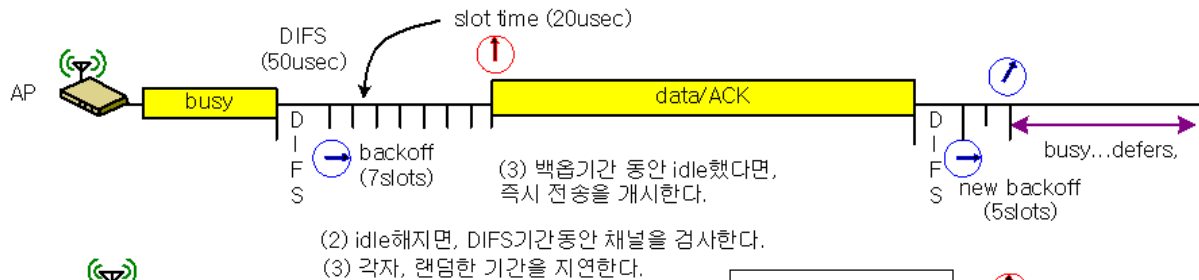 slot time (20usec)
DIFS
(50usec)
AP
busy
data/ACK
D
I
F
S
backoff
(7slots)
(3) 백옵기간 동안 idle했다면,
즉시 전송을 개시한다.
D
I
F
S
busy...defers,
new backoff
(5slots)
(2) idle해지면, DIFS기간동안 채널을 검사한다.
(3) 각자, 랜덤한 기간을 지연한다.